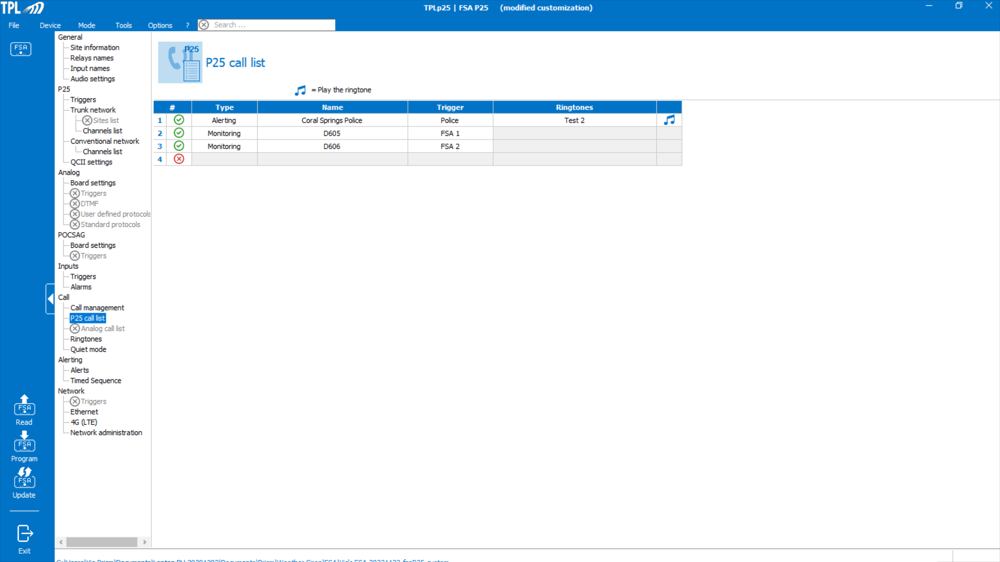 TPL
TPLp25 | FSA P25 (modified customization)
File Device Mode Tools Options ? Search ...
FSA
General
Site information
Relays names
Input names
Audio settings
P25
Triggers
Trunk network
Sites list
Channels list
Conventional network
Channels list
QCII settings
Analog
Board settings
Triggers
DTMF
User defined protocols
Standard protocols
POCSAG
Board settings
Triggers
Inputs
Triggers
Alarms
Call
Call management
P25 call list
Analog call list
Ringtones
Quiet mode
Alerting
Alerts
Timed Sequence
Network
Triggers
Ethernet
4G (LTE)
Network administration
FSA
Read
FSA
Program
FSA
Update
Exit
P25
P25 call list
= Play the ringtone
# Type Name Trigger Ringtones
1 Alerting Coral Springs Police Police Test 2
2 Monitoring D605 FSA 1
3 Monitoring D606 FSA 2
4